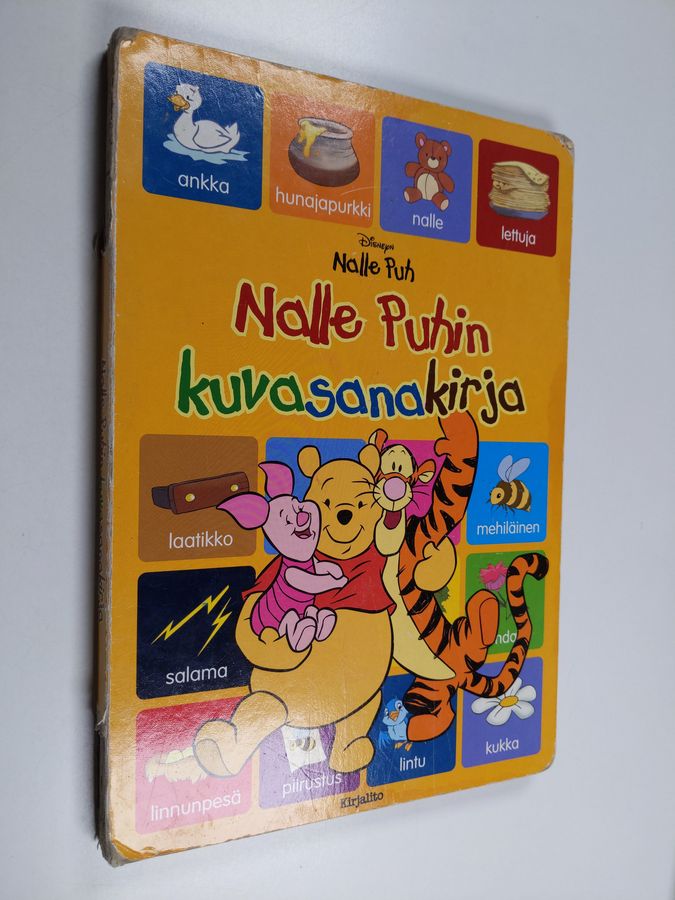 ankka
hunajapurkki
nalle
lettuja
Disney
Nalle Puh
Nalle Puhin
kuvasanakirja
laatikko
mehiläinen
salama
linnunpesä
piirustus
lintu
kukka
Kirjalito